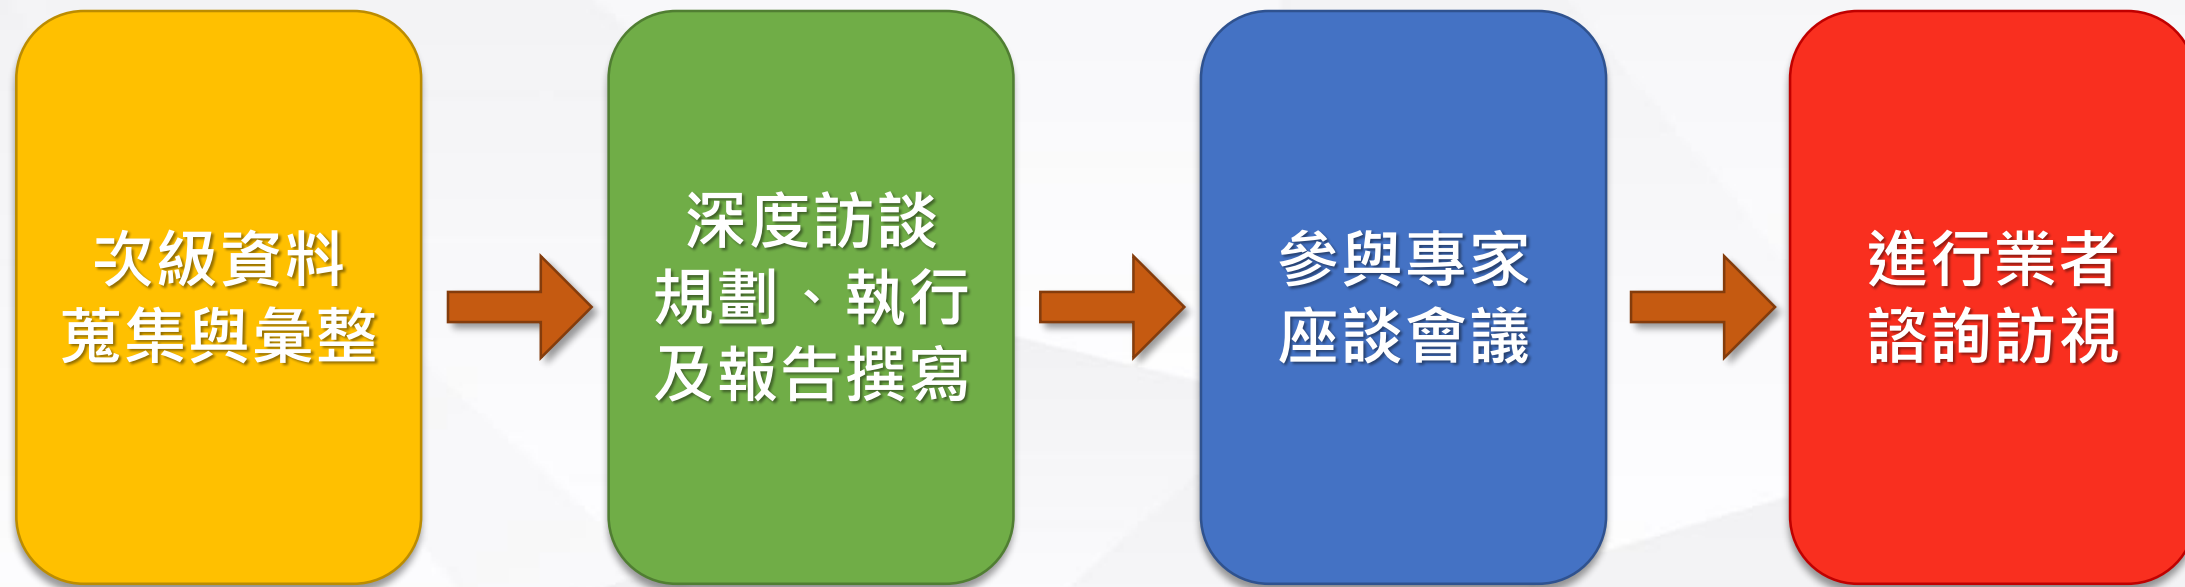 次級資料
蒐集與彙整
深度訪談
規劃、執行
及報告撰寫
參與專家
座談會議
進行業者
諮詢訪視